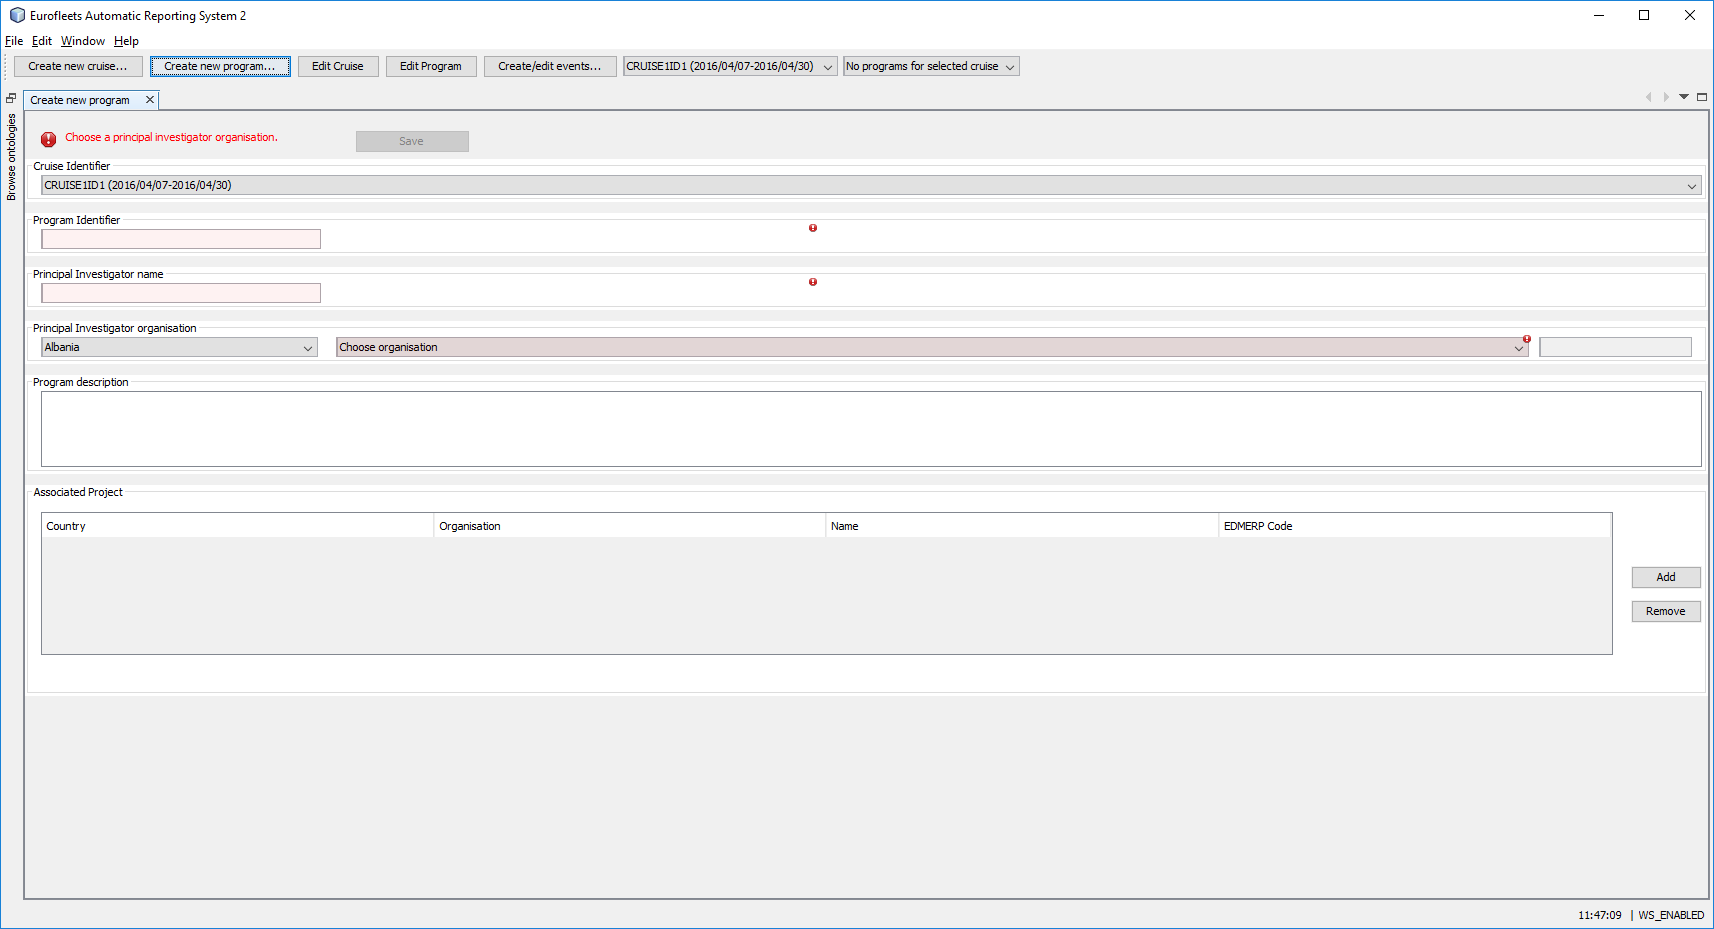 Eurofleets Automatic Reporting System 2
File Edit Window Help
Create new cruise... Create new program... Edit Cruise Edit Program Create/edit events... CRUISE1ID1 (2016/04/07-2016/04/30) No programs for selected cruise
Create new program
Browse ontologies
Choose a principal investigator organisation. Save
Cruise Identifier
CRUISE1ID1 (2016/04/07-2016/04/30)
Program Identifier
Principal Investigator name
Principal Investigator organisation
Albania Choose organisation
Program description
Associated Project
Country Organisation Name EDMERP Code
Add
Remove
11:47:09 | WS_ENABLED